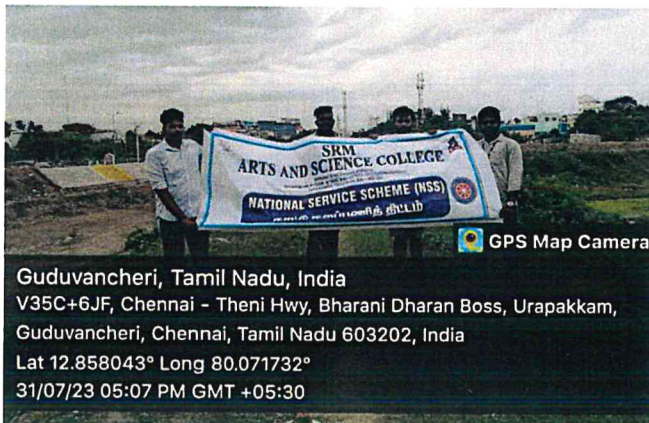 SRM
ARTS AND SCIENCE COLLEGE
NATIONAL SERVICE SCHEME (NSS)
திட்டம்
GPS Map Camera
Guduvancheri, Tamil Nadu, India
V35C+6JF, Chennai - Theni Hwy, Bharani Dharan Boss, Urapakkam,
Guduvancheri, Chennai, Tamil Nadu 603202, India
Lat 12.858043° Long 80.071732°
31/07/23 05:07 PM GMT +05:30